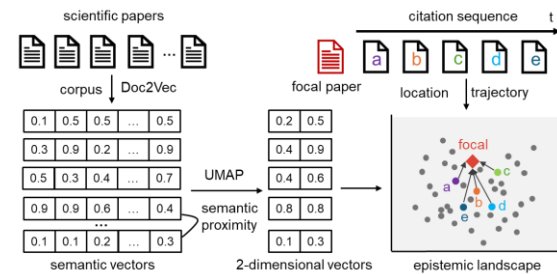 scientific papers
...
corpus Doc2Vec
0.1 0.5 0.5 ... 0.5
0.3 0.9 0.2 ... 0.9
0.5 0.3 0.4 ... 0.7
0.9 0.9 0.6 ... 0.4
...
0.1 0.1 0.2 ... 0.3
semantic vectors
UMAP
semantic
proximity
0.2 0.5
0.4 0.9
0.4 0.6
0.8 0.8
0.1 0.3
2-dimensional vectors
citation sequence t
a b c d e
focal paper
location trajectory
focal
c
a
b
e d
epistemic landscape